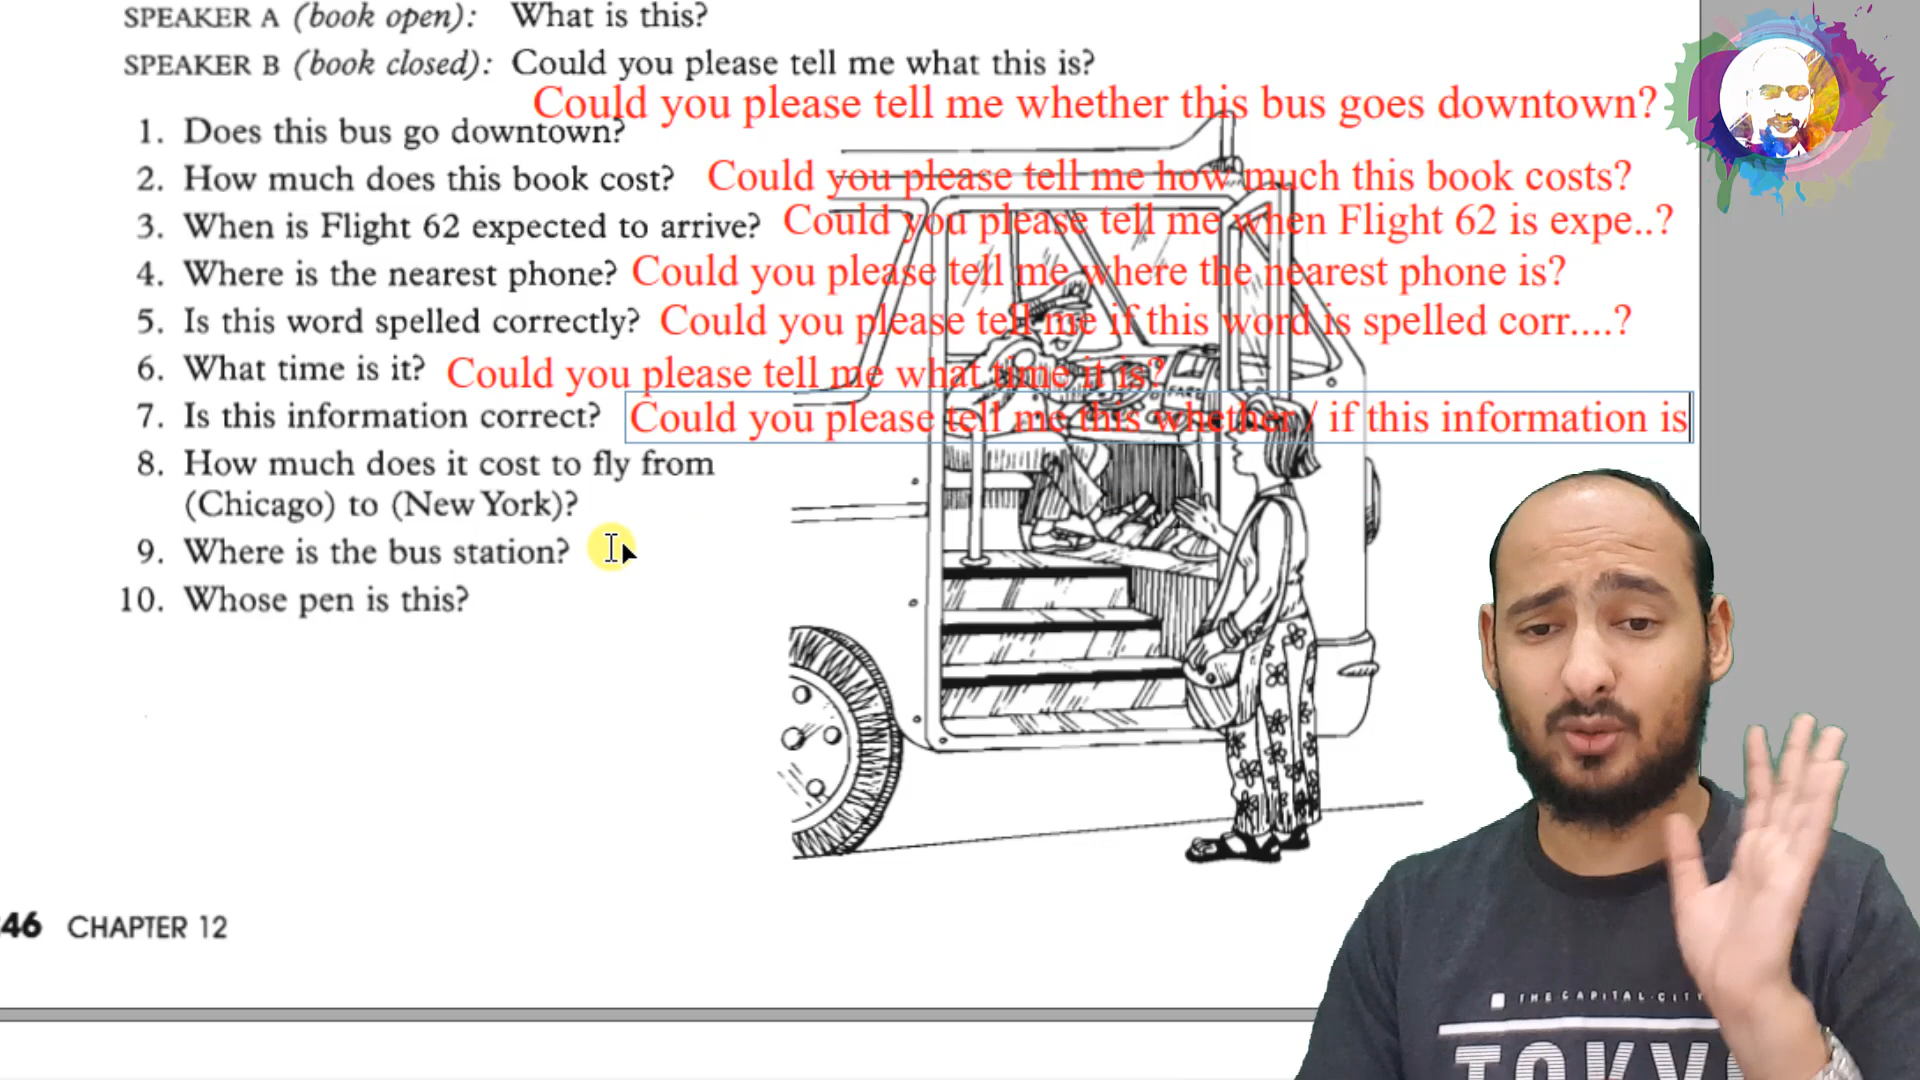 SPEAKER A (book open): What is this?
SPEAKER B (book closed): Could you please tell me what this is?
Could you please tell me whether this bus goes downtown?
1. Does this bus go downtown?
2. How much does this book cost? Could you please tell me how much this book costs?
3. When is Flight 62 expected to arrive? Could you please tell me when Flight 62 is expe..?
4. Where is the nearest phone? Could you please tell me where the nearest phone is?
5. Is this word spelled correctly? Could you please tell me if this word is spelled corr....?
6. What time is it? Could you please tell me what time it is?
7. Is this information correct? Could you please tell me this whether / if this information is
8. How much does it cost to fly from
(Chicago) to (New York)?
9. Where is the bus station?
10. Whose pen is this?
46 CHAPTER 12
THE CAPITAL CITY
TOKY